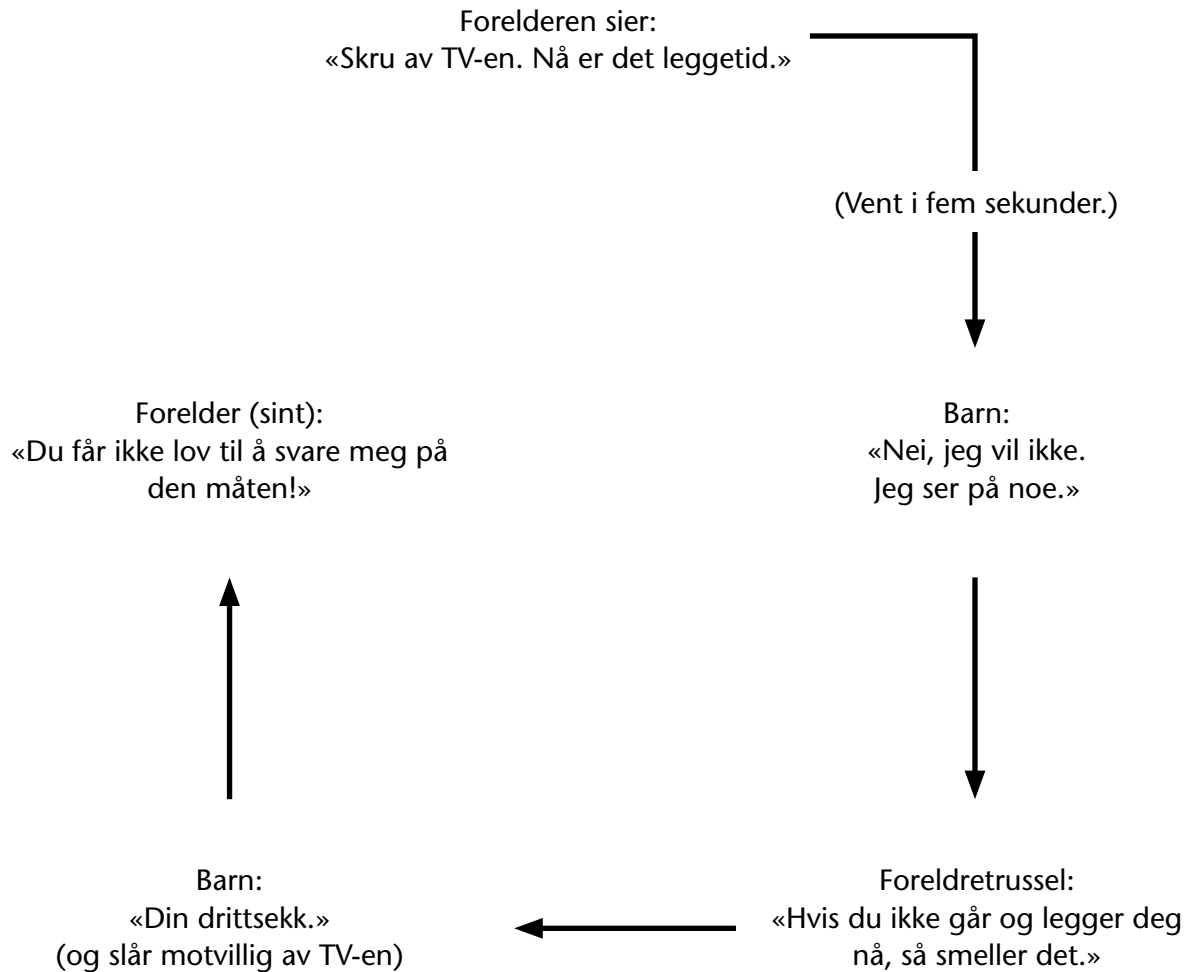 Forelderen sier:
«Skru av TV-en. Nå er det leggetid.»
(Vent i fem sekunder.)
Barn:
«Nei, jeg vil ikke.
Jeg ser på noe.»
Foreldretrussel:
«Hvis du ikke går og legger deg
nå, så smeller det.»
Barn:
«Din drittsekk.»
(og slår motvillig av TV-en)
Forelder (sint):
«Du får ikke lov til å svare meg på
den måten!»